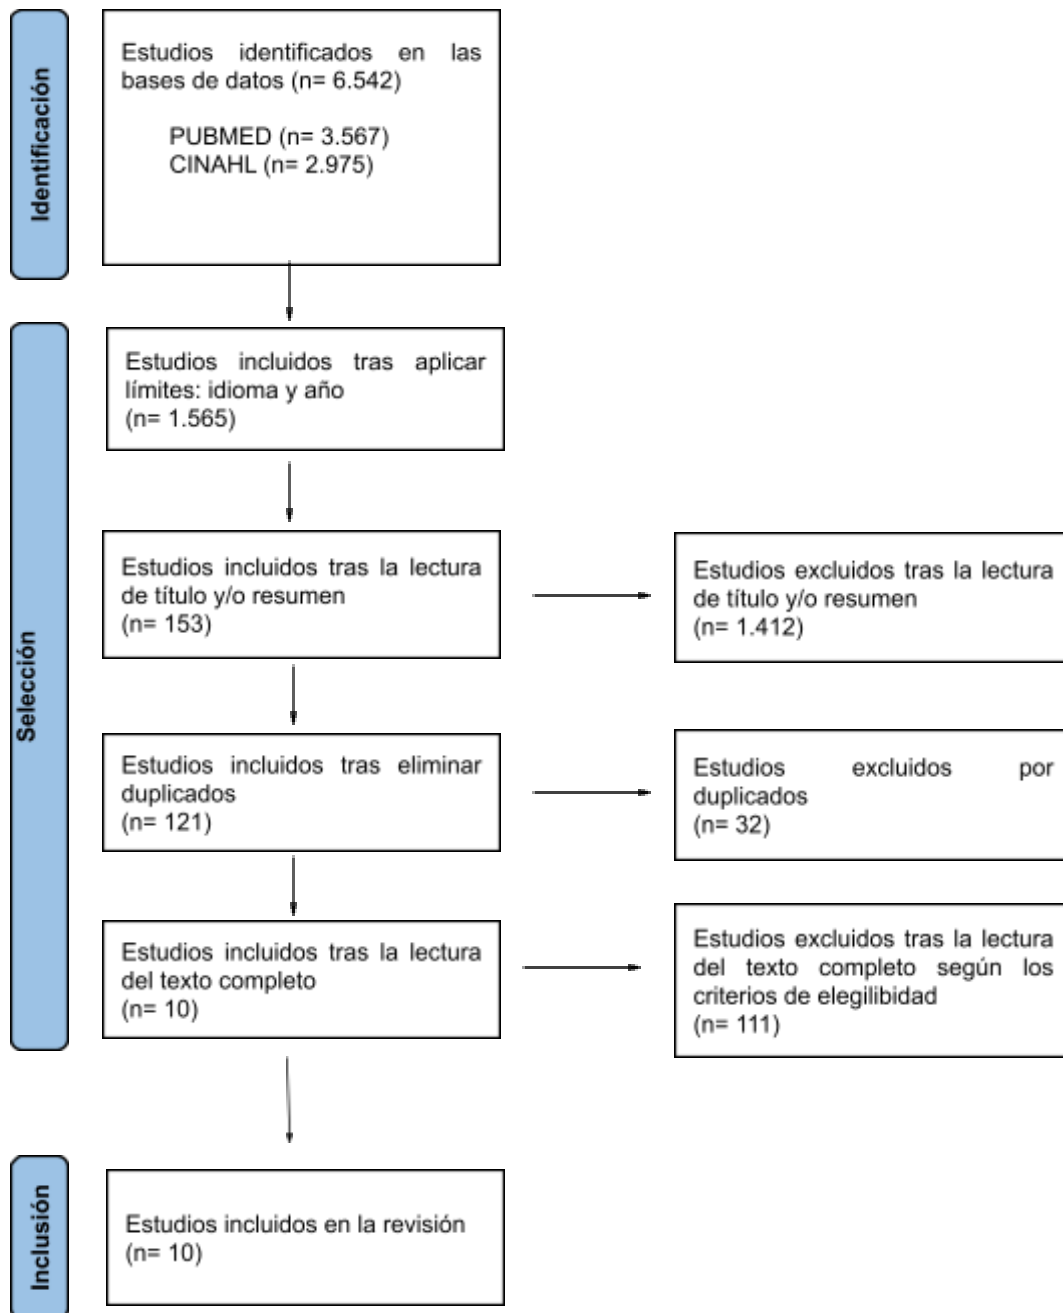 Identificación
Estudios identificados en las
bases de datos (n= 6.542)
PUBMED (n= 3.567)
CINAHL (n= 2.975)
Selección
Estudios incluidos tras aplicar
límites: idioma y año
(n= 1.565)
Estudios incluidos tras la lectura
de título y/o resumen
(n= 153)
Estudios excluidos tras la lectura
de título y/o resumen
(n= 1.412)
Estudios incluidos tras eliminar
duplicados
(n= 121)
Estudios excluidos por
duplicados
(n= 32)
Estudios incluidos tras la lectura
del texto completo
(n= 10)
Estudios excluidos tras la lectura
del texto completo según los
criterios de elegilibidad
(n= 111)
Inclusión
Estudios incluidos en la revisión
(n= 10)